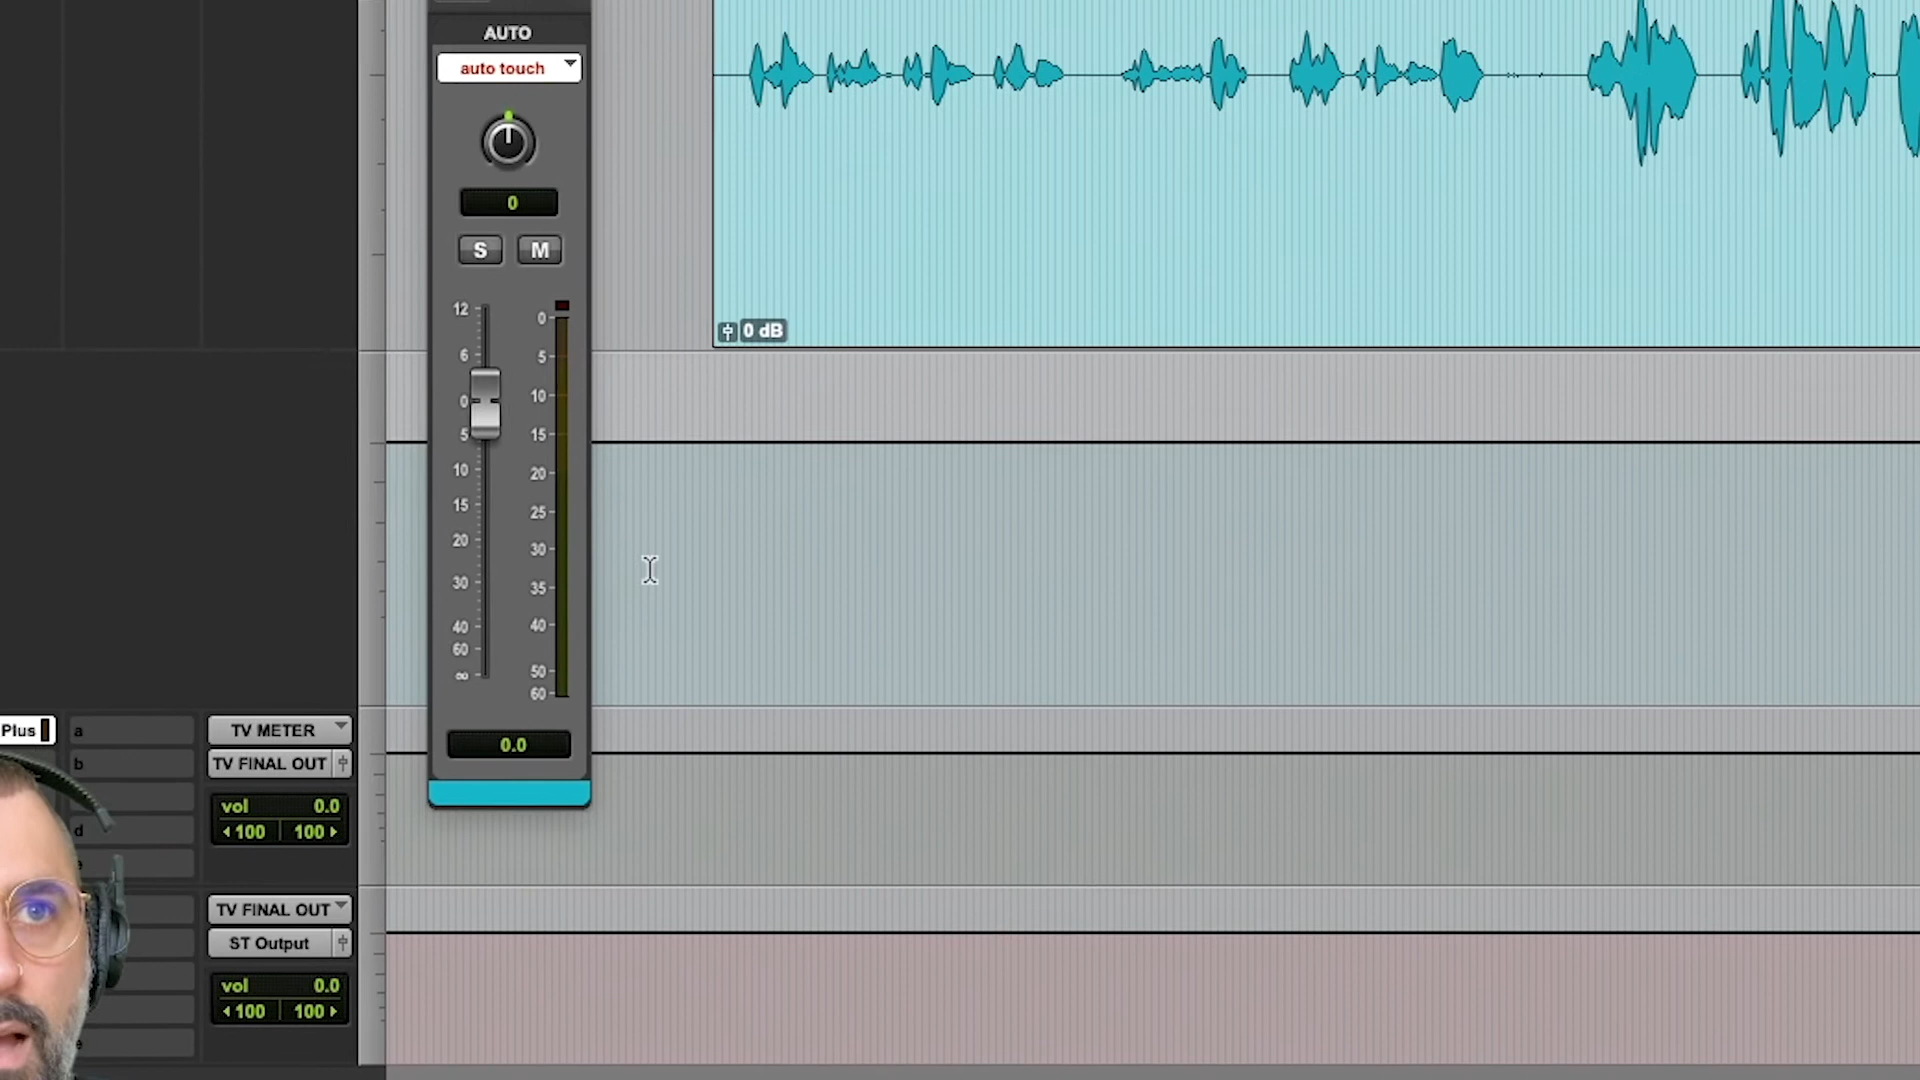 AUTO
auto touch
0
S M
12
6
0
5
10
15
20
30
40
60
∞
0
5
10
15
20
25
30
35
40
50
60
0.0
0 dB
Plus
a
b
d
e
TV METER
TV FINAL OUT
vol 0.0
100 100
TV FINAL OUT
ST Output
vol 0.0
100 100
e